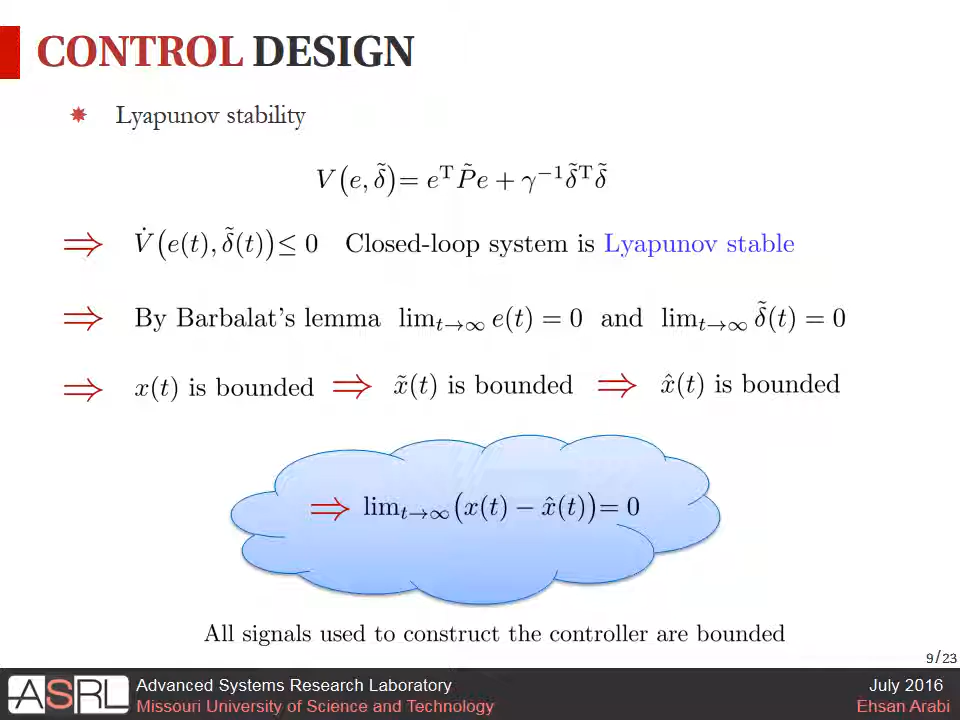 CONTROL DESIGN
✸ Lyapunov stability
V(e, δ̃) = eᵀP̃e + γ⁻¹δ̃ᵀδ̃
⇒ V̇(e(t), δ̃(t)) ≤ 0 Closed-loop system is Lyapunov stable
⇒ By Barbalat's lemma lim_{t→∞} e(t) = 0 and lim_{t→∞} δ̃(t) = 0
⇒ x(t) is bounded ⇒ x̃(t) is bounded ⇒ x̂(t) is bounded
⇒ lim_{t→∞}(x(t) − x̂(t)) = 0
All signals used to construct the controller are bounded
9/23
ASRL Advanced Systems Research Laboratory July 2016
Missouri University of Science and Technology Ehsan Arabi